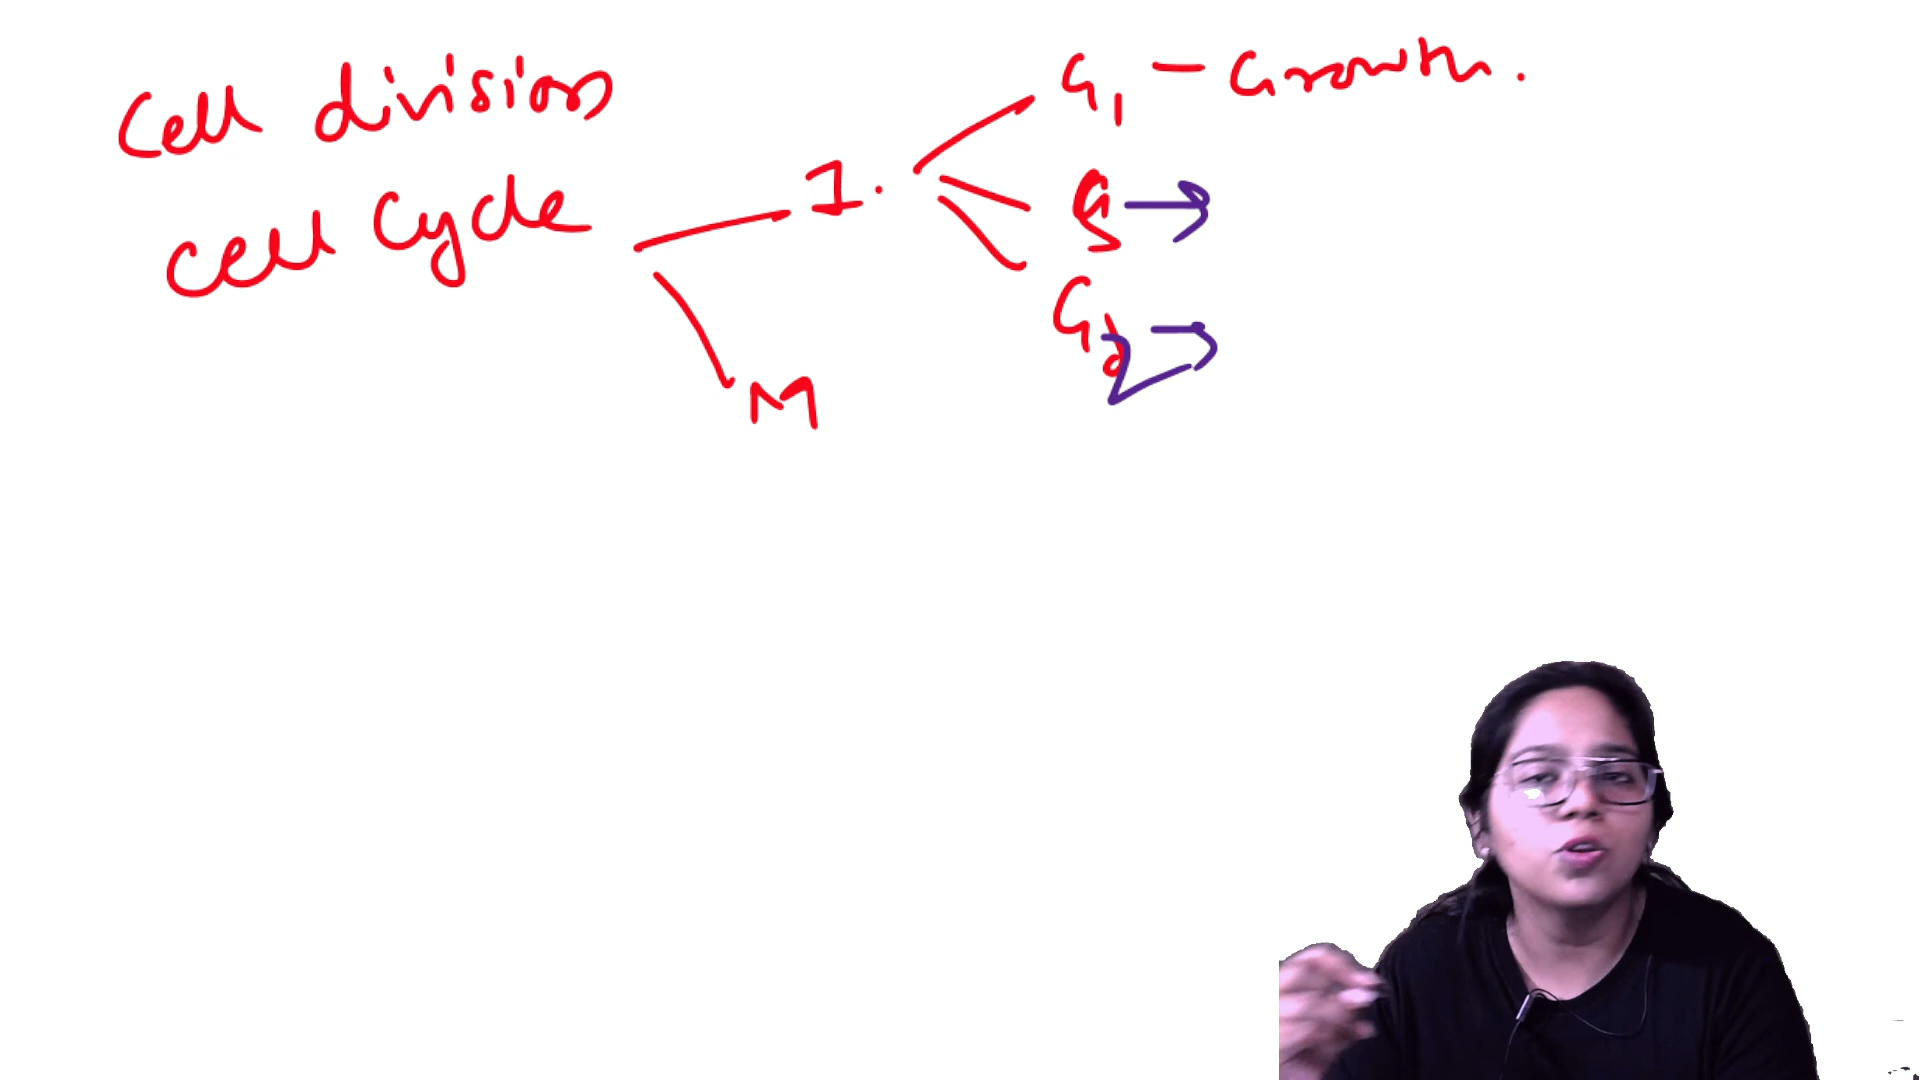 Cell division
Cell Cycle
I.
M
G1 - Growth.
S
G2